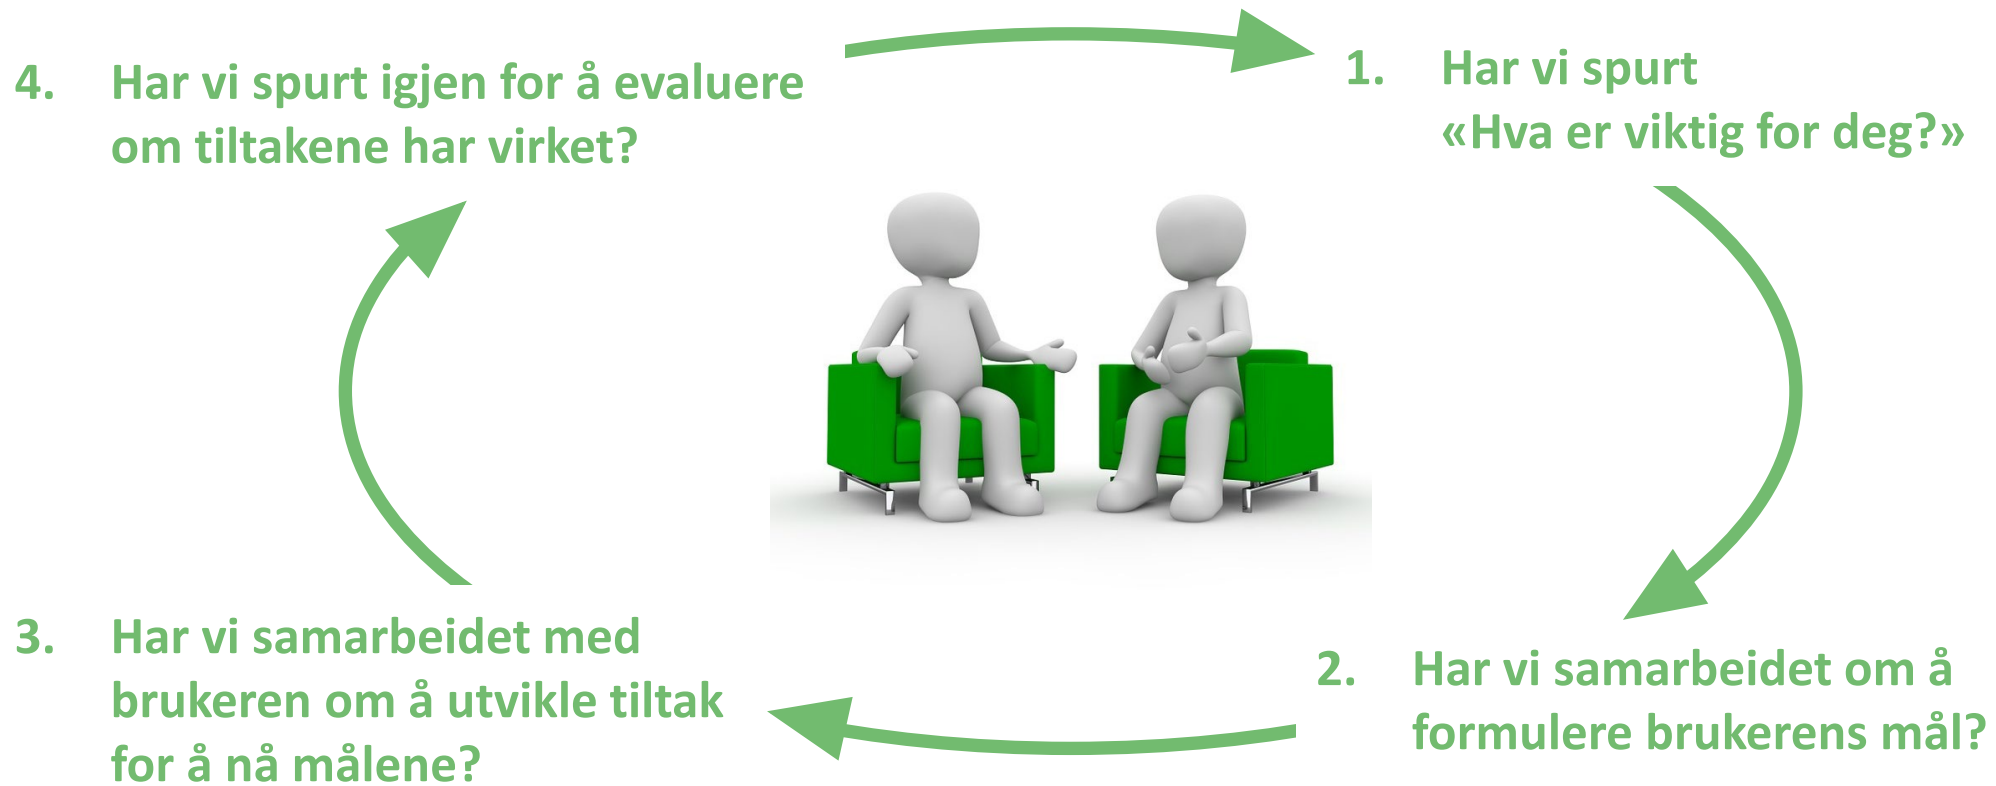 1. Har vi spurt
«Hva er viktig for deg?»
2. Har vi samarbeidet om å
formulere brukerens mål?
3. Har vi samarbeidet med
brukeren om å utvikle tiltak
for å nå målene?
4. Har vi spurt igjen for å evaluere
om tiltakene har virket?